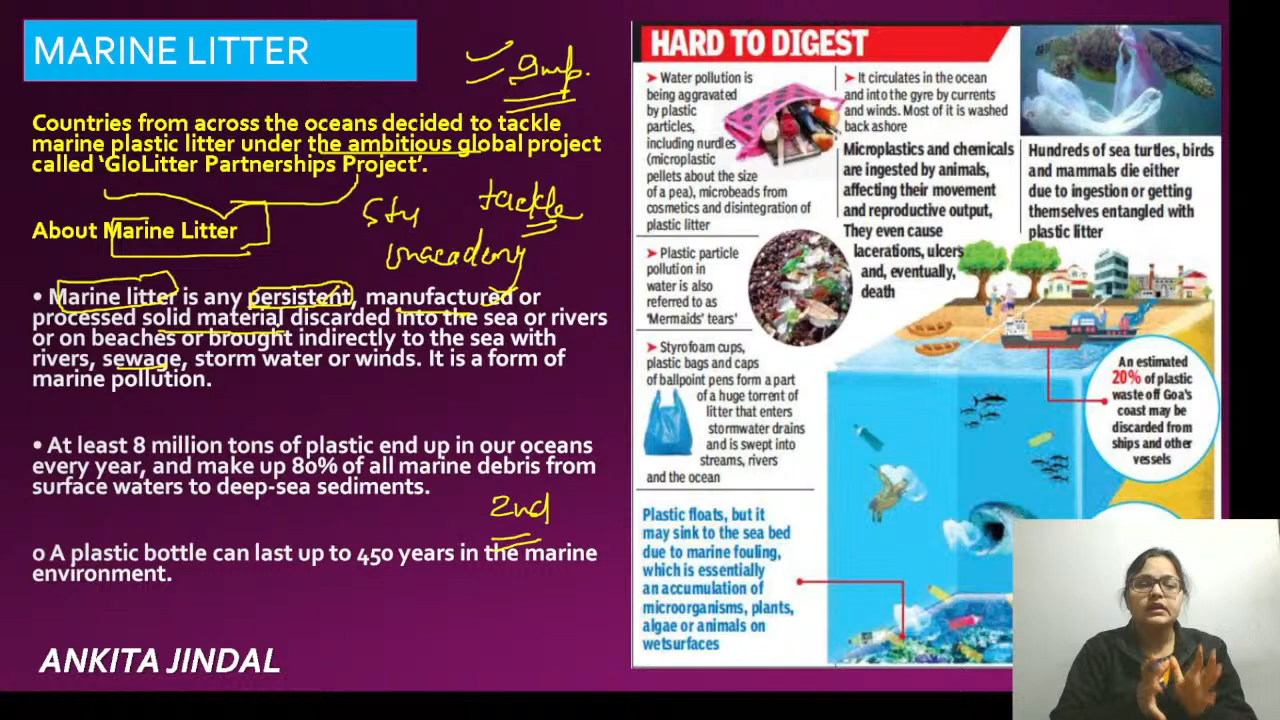 MARINE LITTER
Countries from across the oceans decided to tackle
marine plastic litter under the ambitious global project
called ‘GloLitter Partnerships Project’.
About Marine Litter
• Marine litter is any persistent, manufactured or
processed solid material discarded into the sea or rivers
or on beaches or brought indirectly to the sea with
rivers, sewage, storm water or winds. It is a form of
marine pollution.
• At least 8 million tons of plastic end up in our oceans
every year, and make up 80% of all marine debris from
surface waters to deep-sea sediments.
2nd
o A plastic bottle can last up to 450 years in the marine
environment.
ANKITA JINDAL
tackle
unacademy
HARD TO DIGEST
➤ Water pollution is
being aggravated
by plastic
particles,
including nurdles
(microplastic
pellets about the size
of a pea), microbeads from
cosmetics and disintegration of
plastic litter
➤ Plastic particle
pollution in
water is also
referred to as
‘Mermaids’ tears’
➤ Styrofoam cups,
plastic bags and caps
of ballpoint pens form a part
of a huge torrent of
litter that enters
stormwater drains
and is swept into
streams, rivers
and the ocean
➤ It circulates in the ocean
and into the gyre by currents
and winds. Most of it is washed
back ashore
Microplastics and chemicals
are ingested by animals,
affecting their movement
and reproductive output,
They even cause
lacerations, ulcers
and, eventually,
death
Hundreds of sea turtles, birds
and mammals die either
due to ingestion or getting
themselves entangled with
plastic litter
An estimated
20% of plastic
waste off Goa's
coast may be
discarded from
ships and other
vessels
Plastic floats, but it
may sink to the sea bed
due to marine fouling,
which is essentially
an accumulation of
microorganisms, plants,
algae or animals on
wetsurfaces